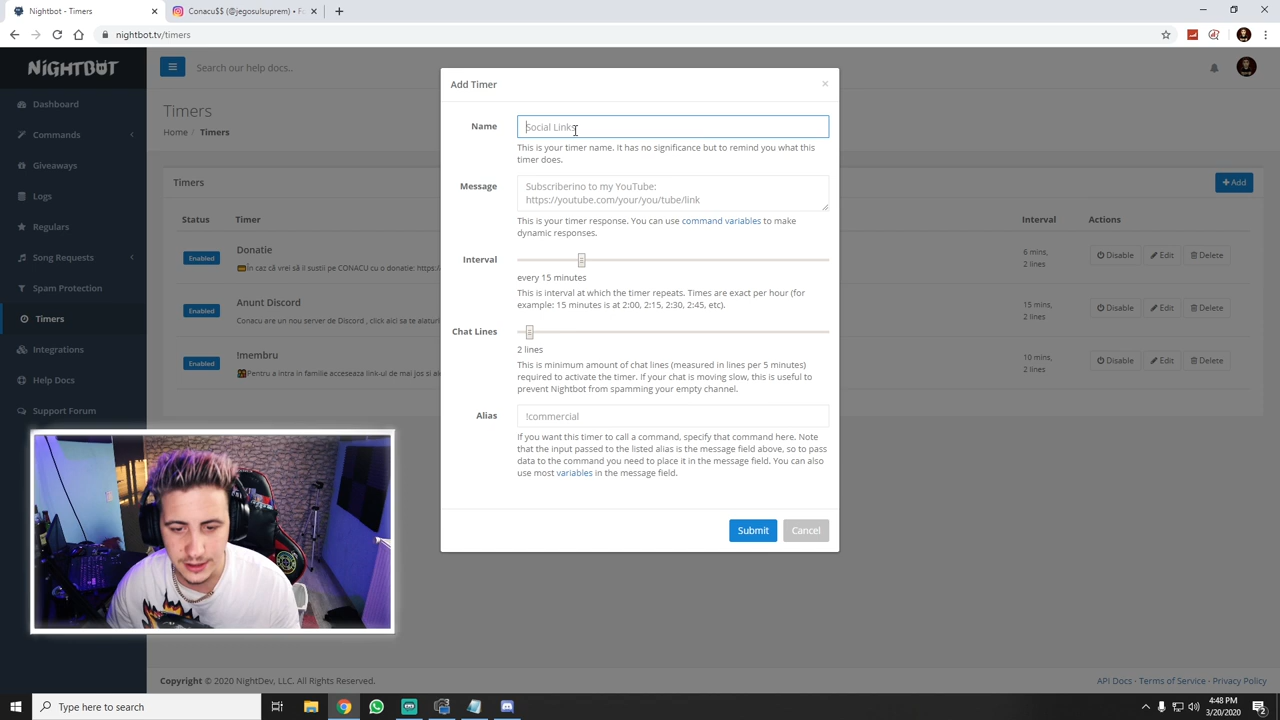 Nightbot - Timers
Conacu$$ (@jegosulsuprem) • F
nightbot.tv/timers
NIGHTBOT
Search our help docs..
Dashboard
Commands
Giveaways
Logs
Regulars
Song Requests
Spam Protection
Timers
Integrations
Help Docs
Support Forum
Timers
Home / Timers
Timers
+ Add
Status Timer Interval Actions
Enabled Donatie 6 mins, 2 lines Disable Edit Delete
În caz că vrei să îl sustii pe CONACU cu o donatie: https:/
Enabled Anunt Discord 15 mins, 2 lines Disable Edit Delete
Conacu are un nou server de Discord , click aici sa te alaturi
Enabled !membru 10 mins, 2 lines Disable Edit Delete
Pentru a intra in familie acceseaza link-ul de mai jos si
Add Timer ×
Name Social Links
This is your timer name. It has no significance but to remind you what this
timer does.
Message Subscriberino to my YouTube:
https://youtube.com/your/you/tube/link
This is your timer response. You can use command variables to make
dynamic responses.
Interval
every 15 minutes
This is interval at which the timer repeats. Times are exact per hour (for
example: 15 minutes is at 2:00, 2:15, 2:30, 2:45, etc).
Chat Lines
2 lines
This is minimum amount of chat lines (measured in lines per 5 minutes)
required to activate the timer. If your chat is moving slow, this is useful to
prevent Nightbot from spamming your empty channel.
Alias !commercial
If you want this timer to call a command, specify that command here. Note
that the input passed to the listed alias is the message field above, so to pass
data to the command you need to place it in the message field. You can also
use most variables in the message field.
Submit Cancel
Copyright © 2020 NightDev, LLC. All Rights Reserved.
API Docs · Terms of Service · Privacy Policy
Type here to search
4:48 PM
3/20/2020
2